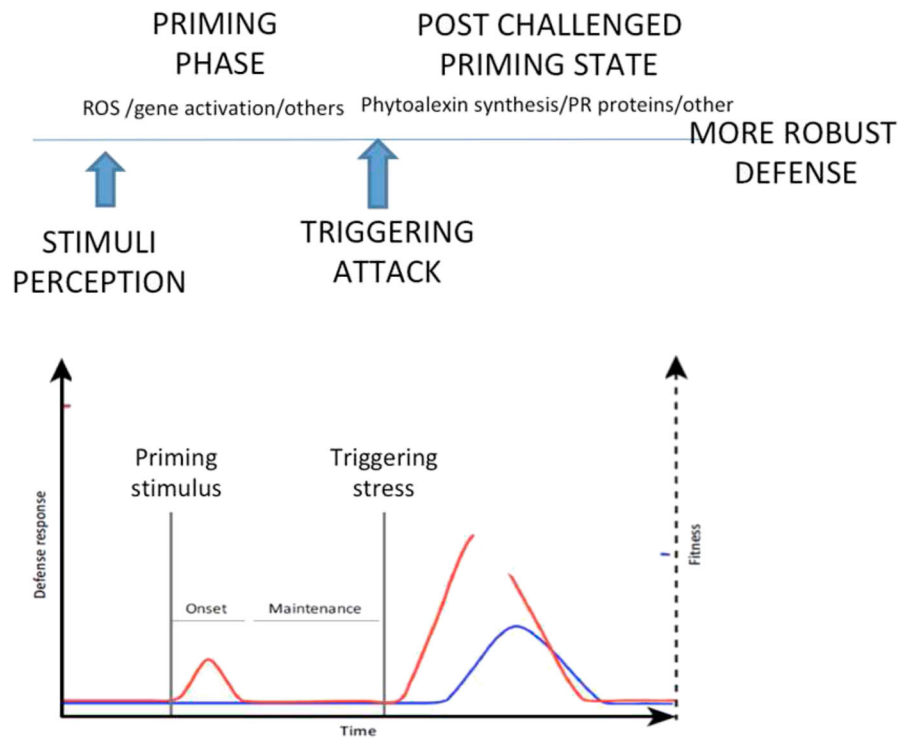 PRIMING
PHASE
POST CHALLENGED
PRIMING STATE
ROS /gene activation/others
Phytoalexin synthesis/PR proteins/other
MORE ROBUST
DEFENSE
STIMULI
PERCEPTION
TRIGGERING
ATTACK
Priming
stimulus
Triggering
stress
Defense response
Fitness
Onset
Maintenance
Time